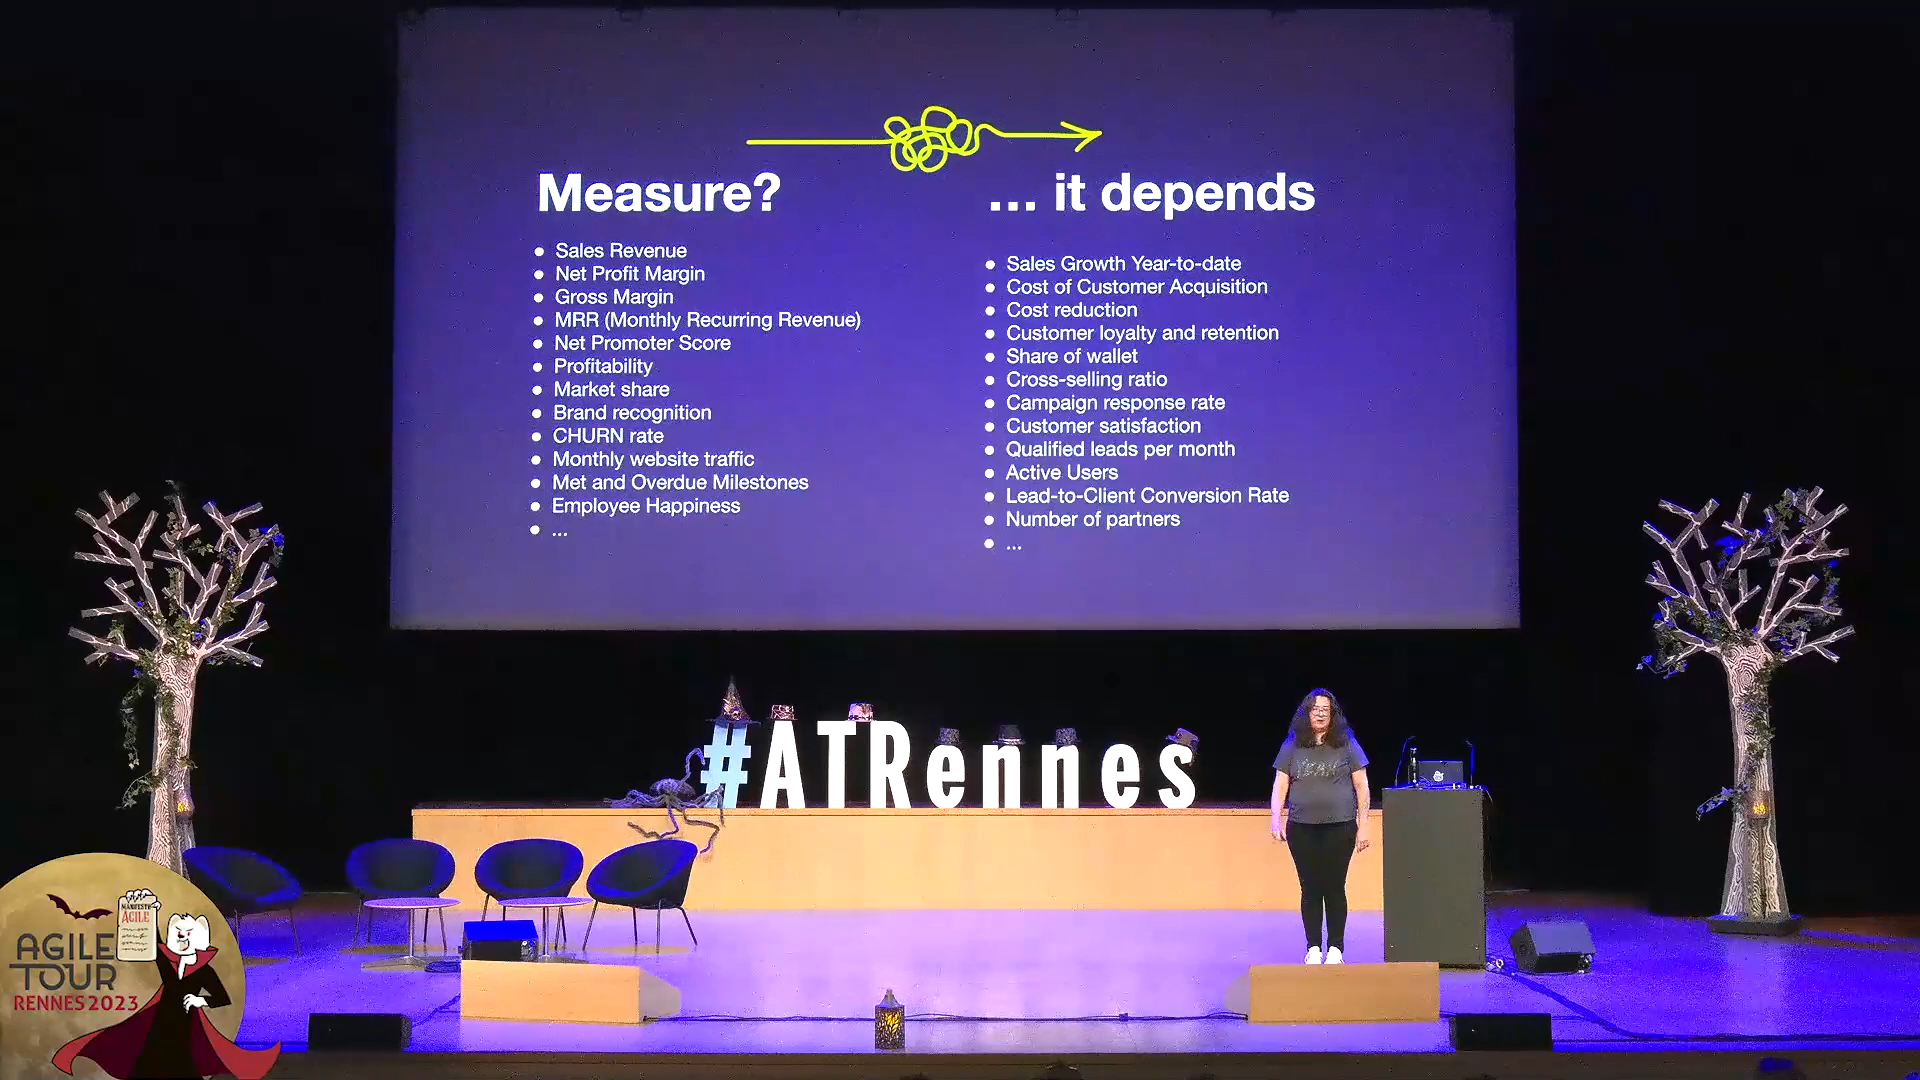 Measure?
... it depends
● Sales Revenue
● Net Profit Margin
● Gross Margin
● MRR (Monthly Recurring Revenue)
● Net Promoter Score
● Profitability
● Market share
● Brand recognition
● CHURN rate
● Monthly website traffic
● Met and Overdue Milestones
● Employee Happiness
● ...
● Sales Growth Year-to-date
● Cost of Customer Acquisition
● Cost reduction
● Customer loyalty and retention
● Share of wallet
● Cross-selling ratio
● Campaign response rate
● Customer satisfaction
● Qualified leads per month
● Active Users
● Lead-to-Client Conversion Rate
● Number of partners
● ...
#ATRennes
MANIFESTE
AGILE
AGILE
TOUR
RENNES2023